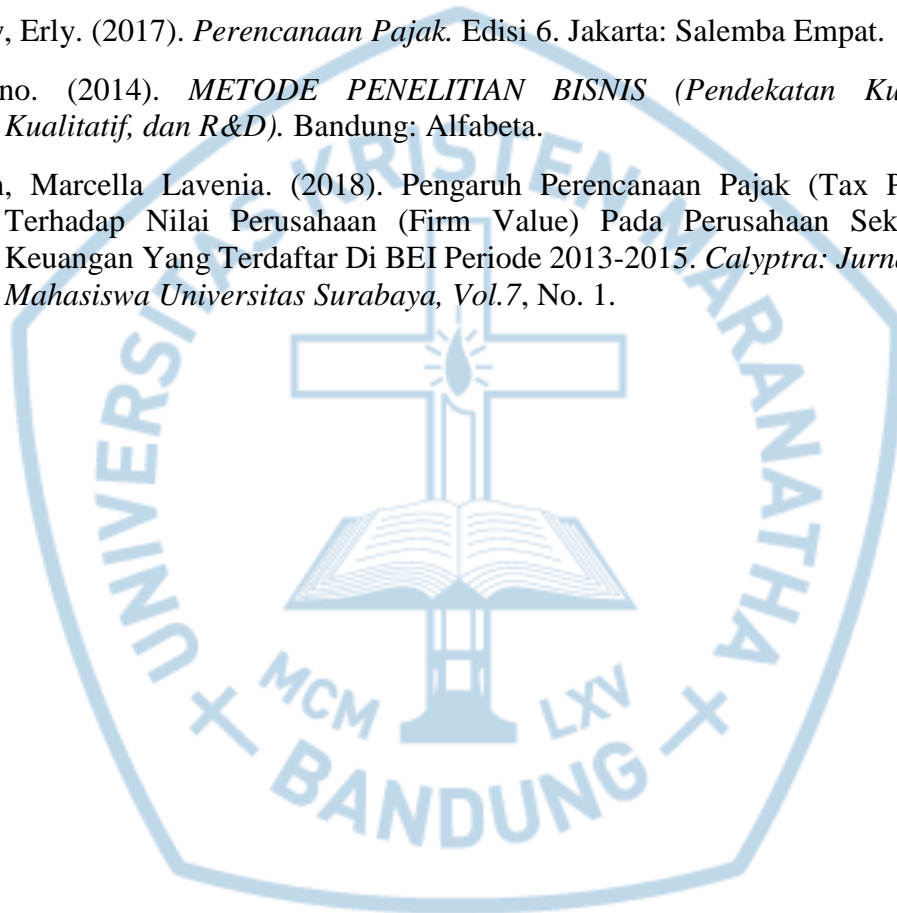 , Erly. (2017). Perencanaan Pajak. Edisi 6. Jakarta: Salemba Empat.
no. (2014). METODE PENELITIAN BISNIS (Pendekatan Ku
Kualitatif, dan R&D). Bandung: Alfabeta.
, Marcella Lavenia. (2018). Pengaruh Perencanaan Pajak (Tax P
Terhadap Nilai Perusahaan (Firm Value) Pada Perusahaan Sek
Keuangan Yang Terdaftar Di BEI Periode 2013-2015. Calyptra: Jurna
Mahasiswa Universitas Surabaya, Vol.7, No. 1.
UNIVERSITAS KRISTEN MARANATHA
MCM LXV
BANDUNG